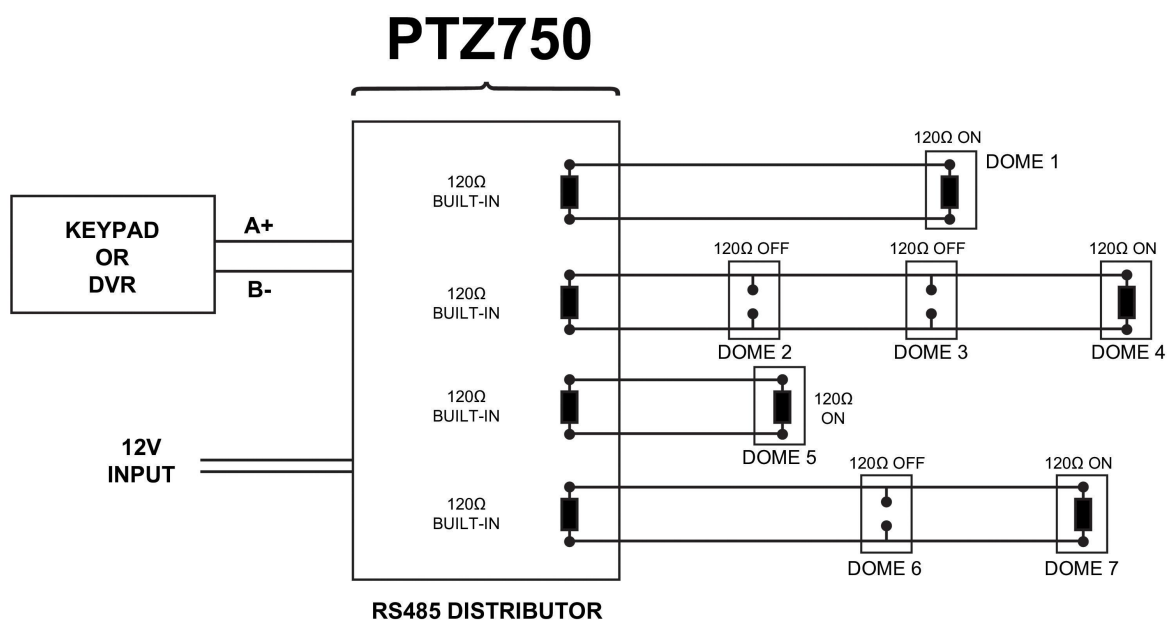 PTZ750
KEYPAD
OR
DVR
A+
B-
12V
INPUT
120Ω
BUILT-IN
120Ω
BUILT-IN
120Ω
BUILT-IN
120Ω
BUILT-IN
120Ω ON
DOME 1
120Ω OFF
DOME 2
120Ω OFF
DOME 3
120Ω ON
DOME 4
120Ω
ON
DOME 5
120Ω OFF
DOME 6
120Ω ON
DOME 7
RS485 DISTRIBUTOR